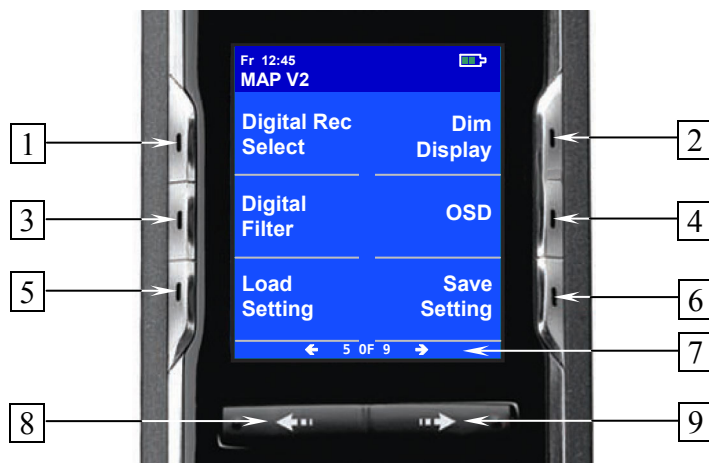 Fr 12:45
MAP V2
Digital Rec
Select
Dim
Display
Digital
Filter
OSD
Load
Setting
Save
Setting
5 OF 9
1
2
3
4
5
6
7
8
9